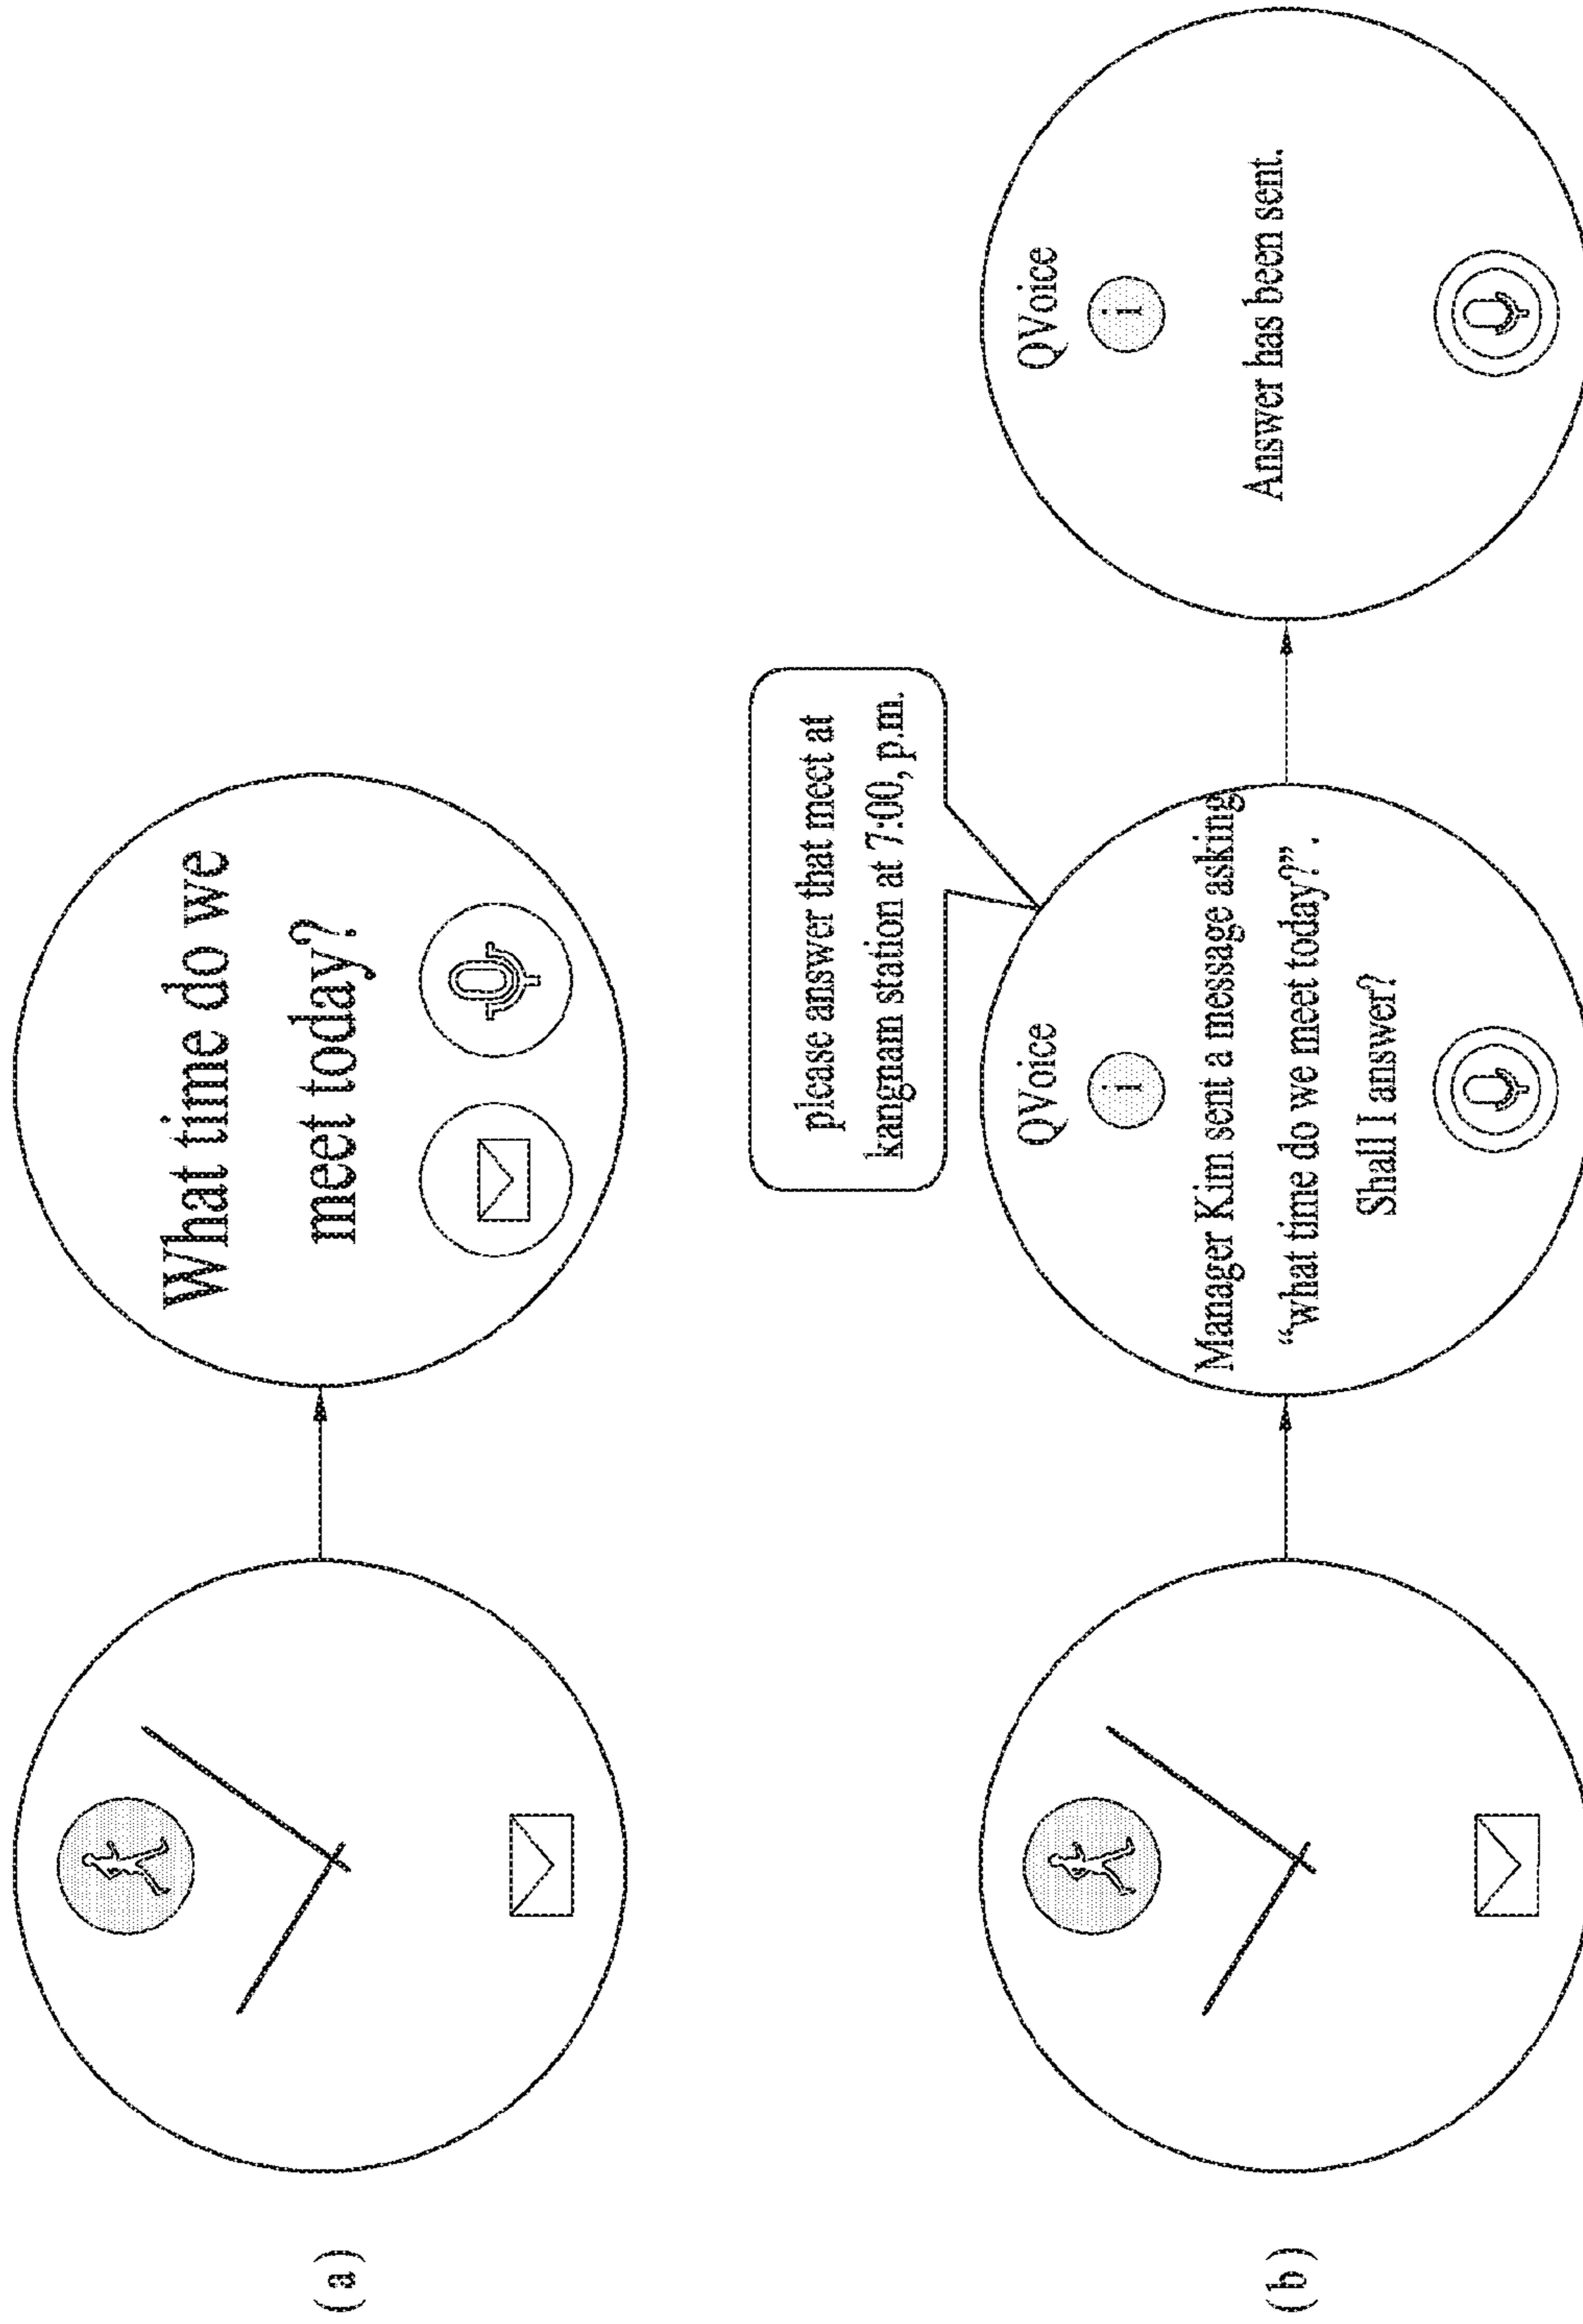 (a)
What time do we
meet today?
(b)
please answer that meet at
kangnam station at 7:00, p.m.
QVoice
i
Manager Kim sent a message asking
“what time do we meet today?”.
Shall I answer?
QVoice
i
Answer has been sent.